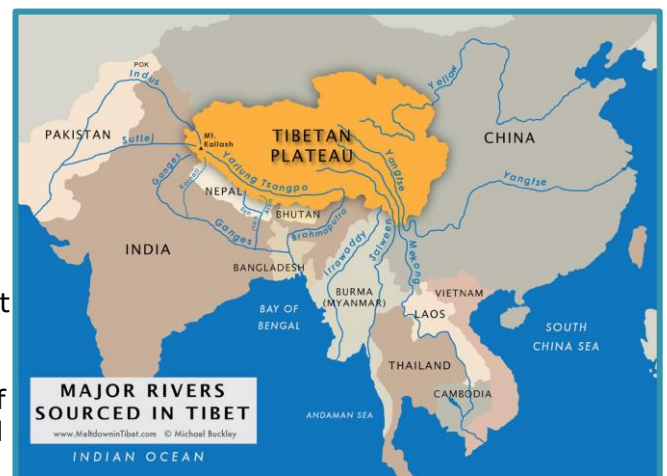 POK
Indus
Yellow
PAKISTAN
Sutlej
Mt.
Kailash
TIBETAN
PLATEAU
CHINA
Yarlung Tsangpo
Yangtse
Yangtse
Ganges
NEPAL
Sun
BHUTAN
Brahmaputra
Ganges
INDIA
BANGLADESH
Irrawaddy
Salween
Mekong
BURMA
(MYANMAR)
VIETNAM
LAOS
BAY OF
BENGAL
SOUTH
CHINA SEA
THAILAND
CAMBODIA
ANDAMAN SEA
MAJOR RIVERS
SOURCED IN TIBET
www.MeltdowninTibet.com © Michael Buckley
INDIAN OCEAN